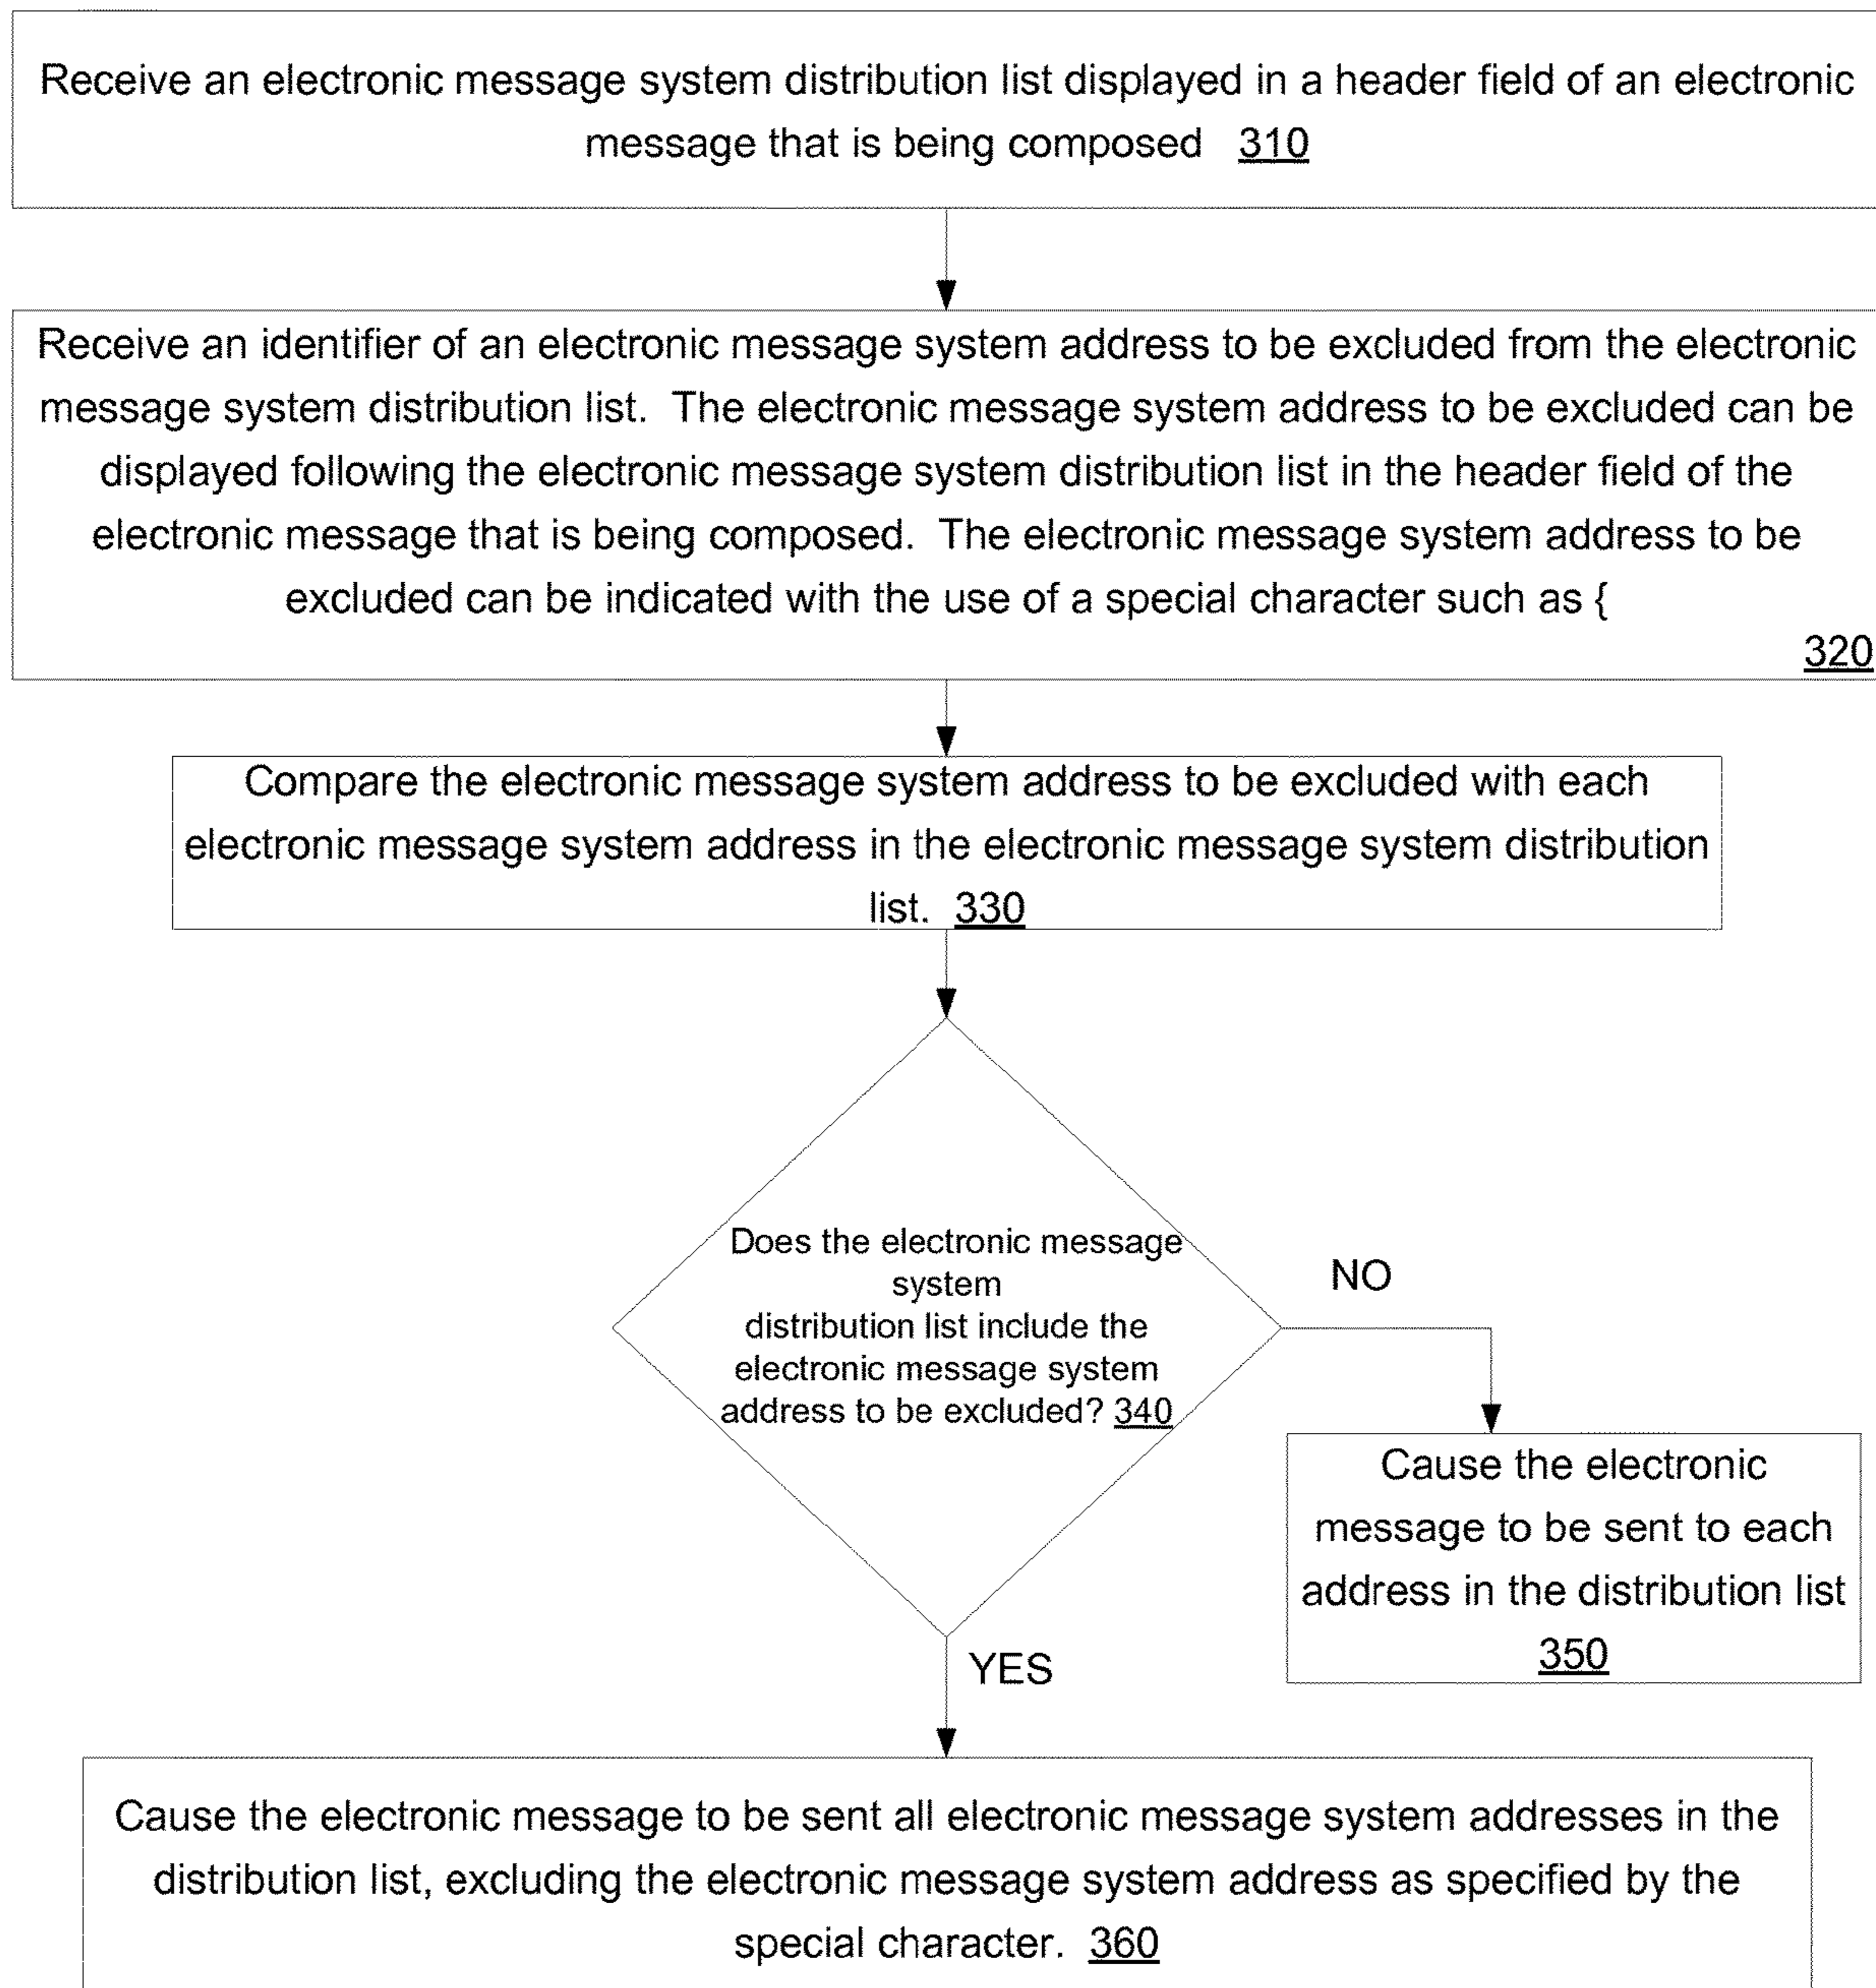 Receive an electronic message system distribution list displayed in a header field of an electronic
message that is being composed 310
Receive an identifier of an electronic message system address to be excluded from the electronic
message system distribution list. The electronic message system address to be excluded can be
displayed following the electronic message system distribution list in the header field of the
electronic message that is being composed. The electronic message system address to be
excluded can be indicated with the use of a special character such as {
320
Compare the electronic message system address to be excluded with each
electronic message system address in the electronic message system distribution
list. 330
Does the electronic message
system
distribution list include the
electronic message system
address to be excluded? 340
NO
Cause the electronic
message to be sent to each
address in the distribution list
350
YES
Cause the electronic message to be sent all electronic message system addresses in the
distribution list, excluding the electronic message system address as specified by the
special character. 360